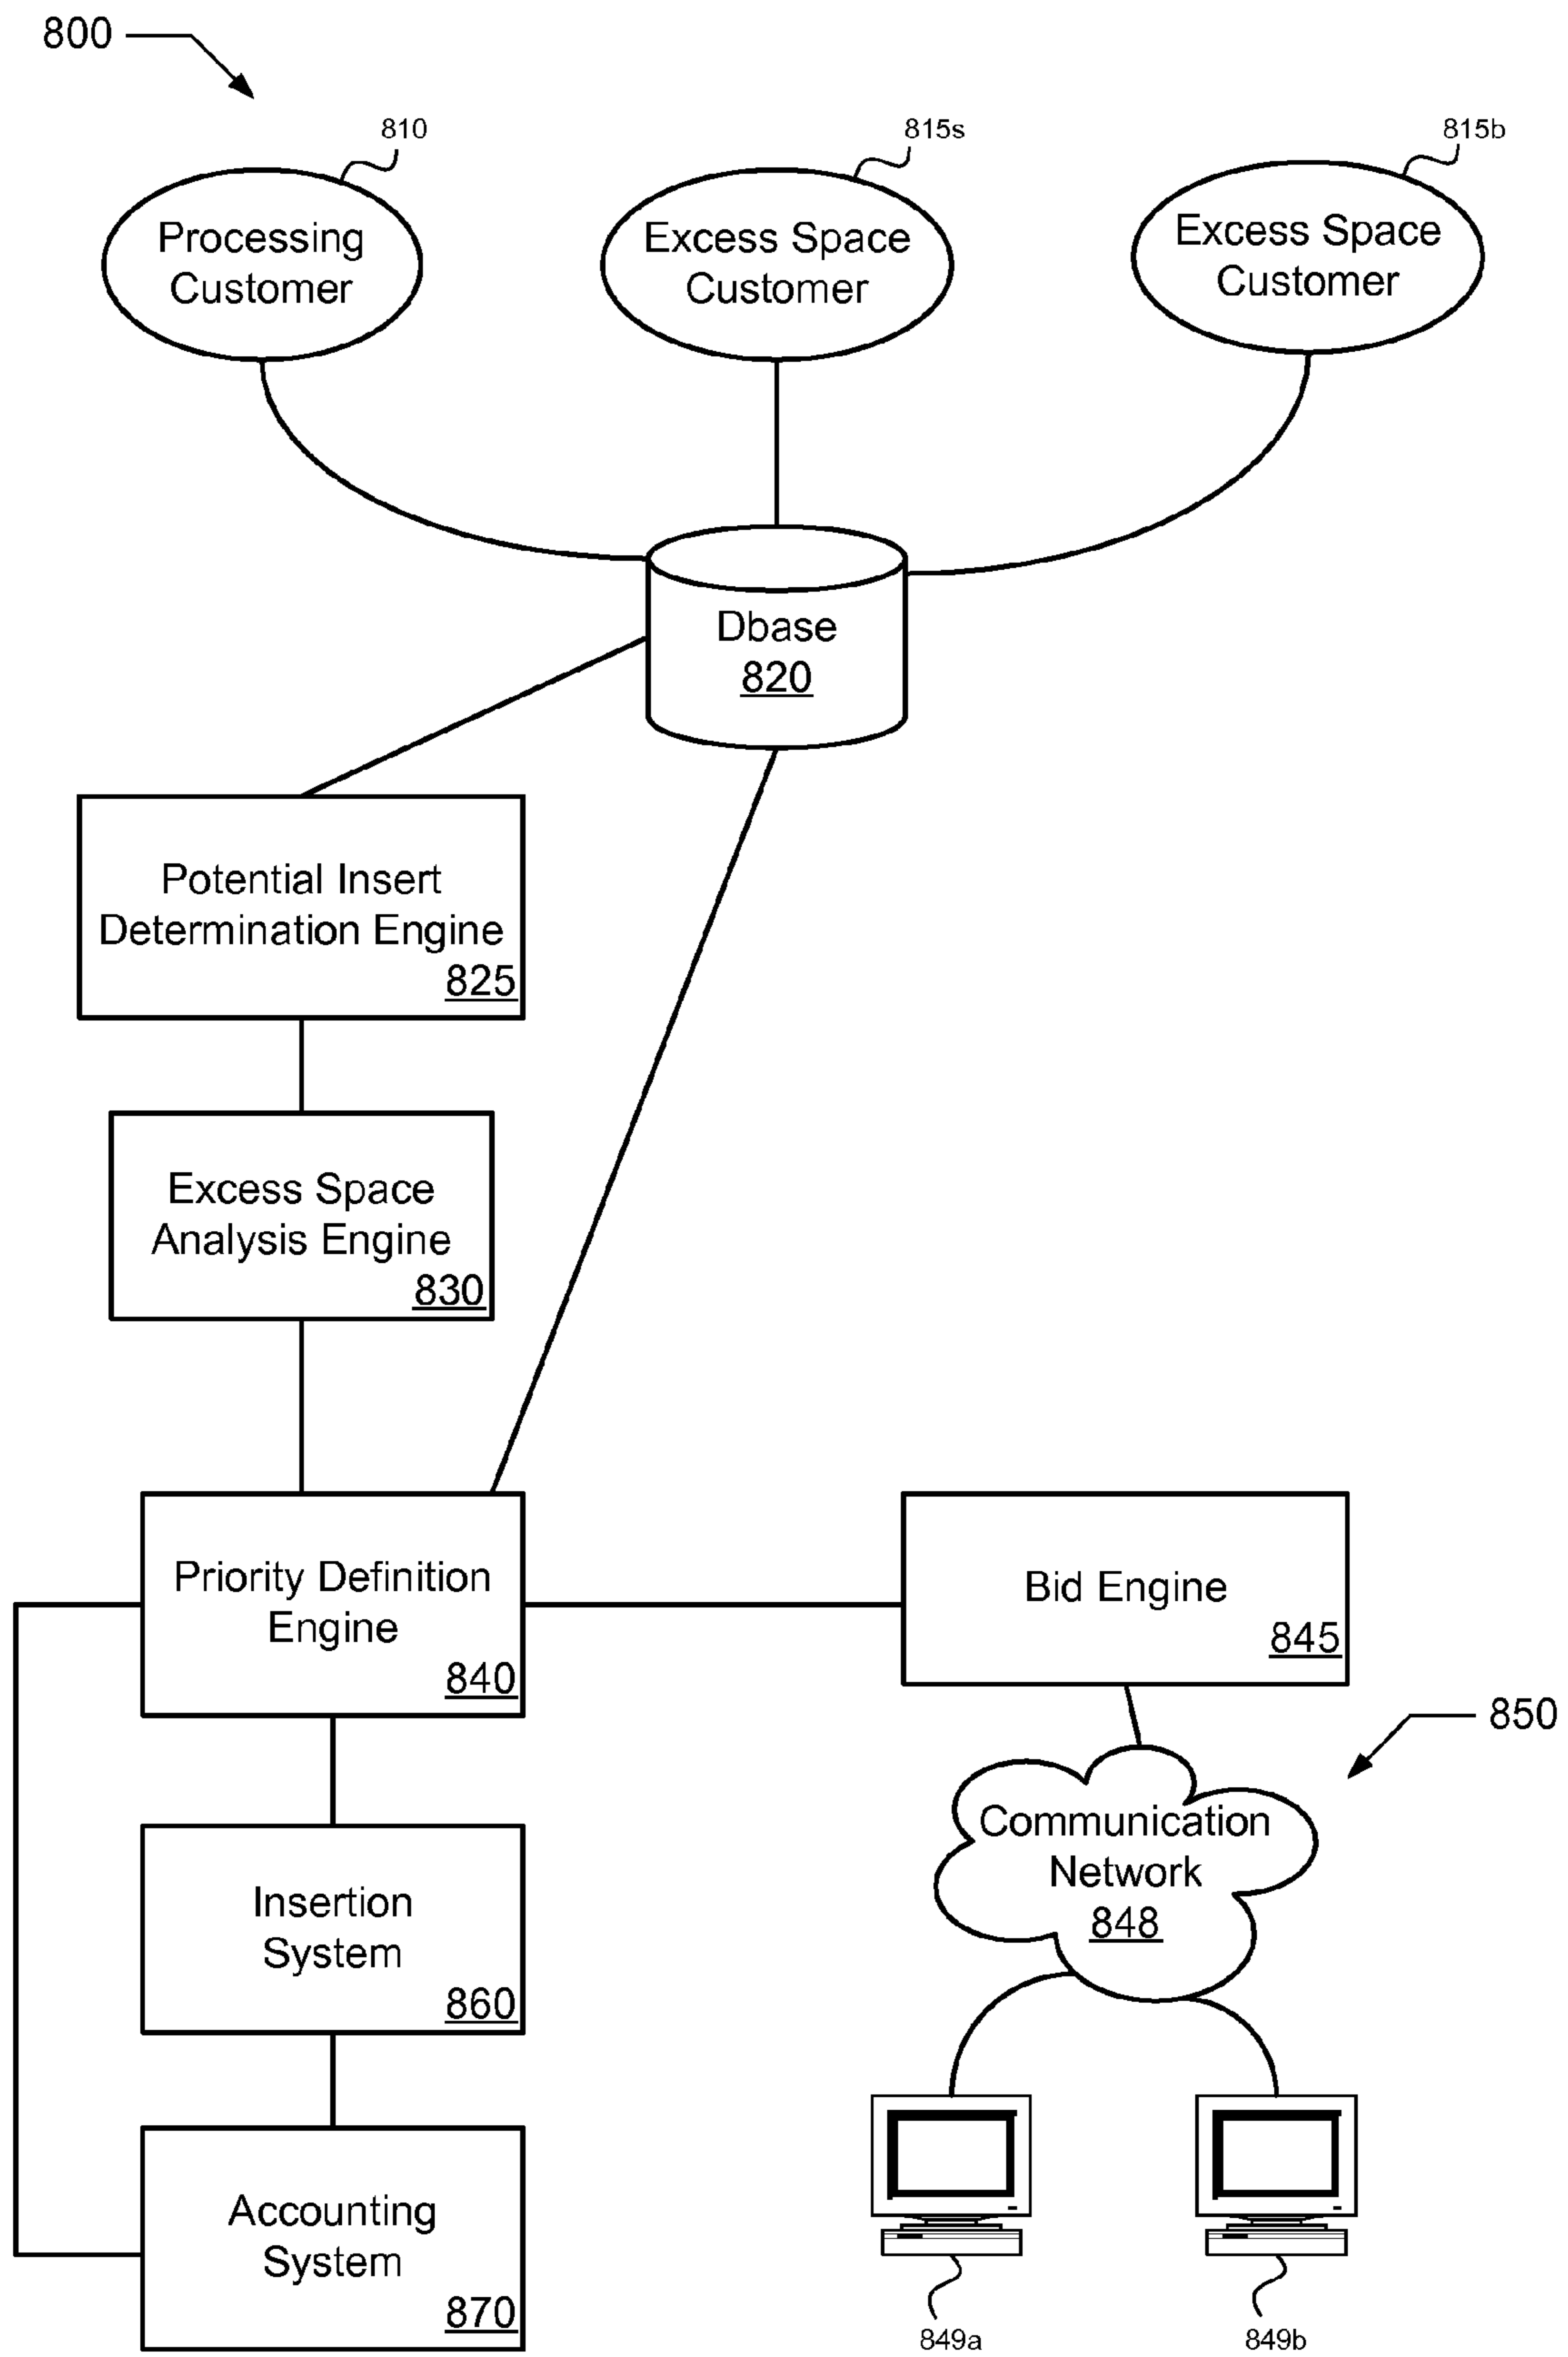 800
810
815s
815b
Processing
Customer
Excess Space
Customer
Excess Space
Customer
Dbase
820
Potential Insert
Determination Engine
825
Excess Space
Analysis Engine
830
Priority Definition
Engine
840
Bid Engine
845
850
Communication
Network
848
Insertion
System
860
Accounting
System
870
849a
849b